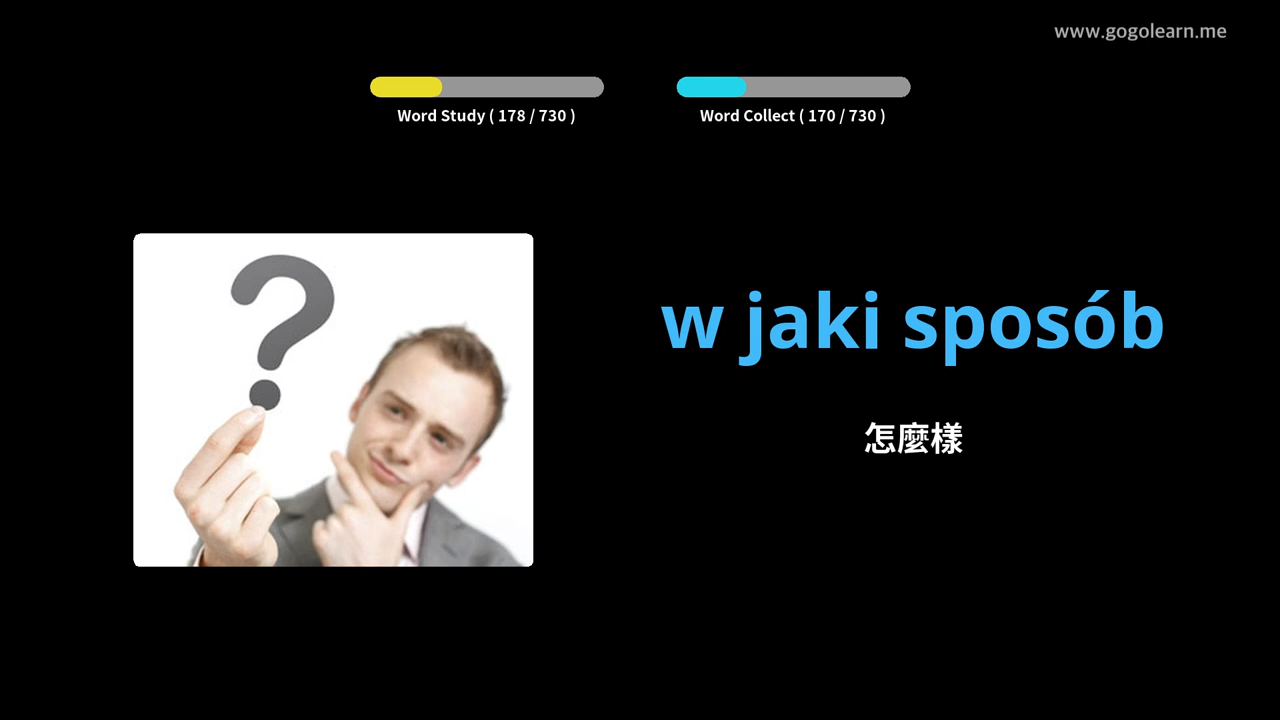 www.gogolearn.me
Word Study ( 178 / 730 )
Word Collect ( 170 / 730 )
w jaki sposób
怎麼樣